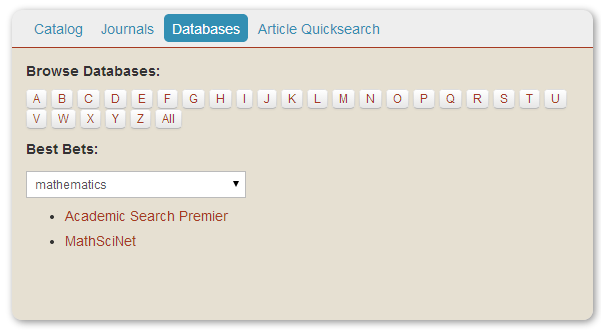 Catalog Journals Databases Article Quicksearch
Browse Databases:
A B C D E F G H I J K L M N O P Q R S T U
V W X Y Z All
Best Bets:
mathematics
Academic Search Premier
MathSciNet